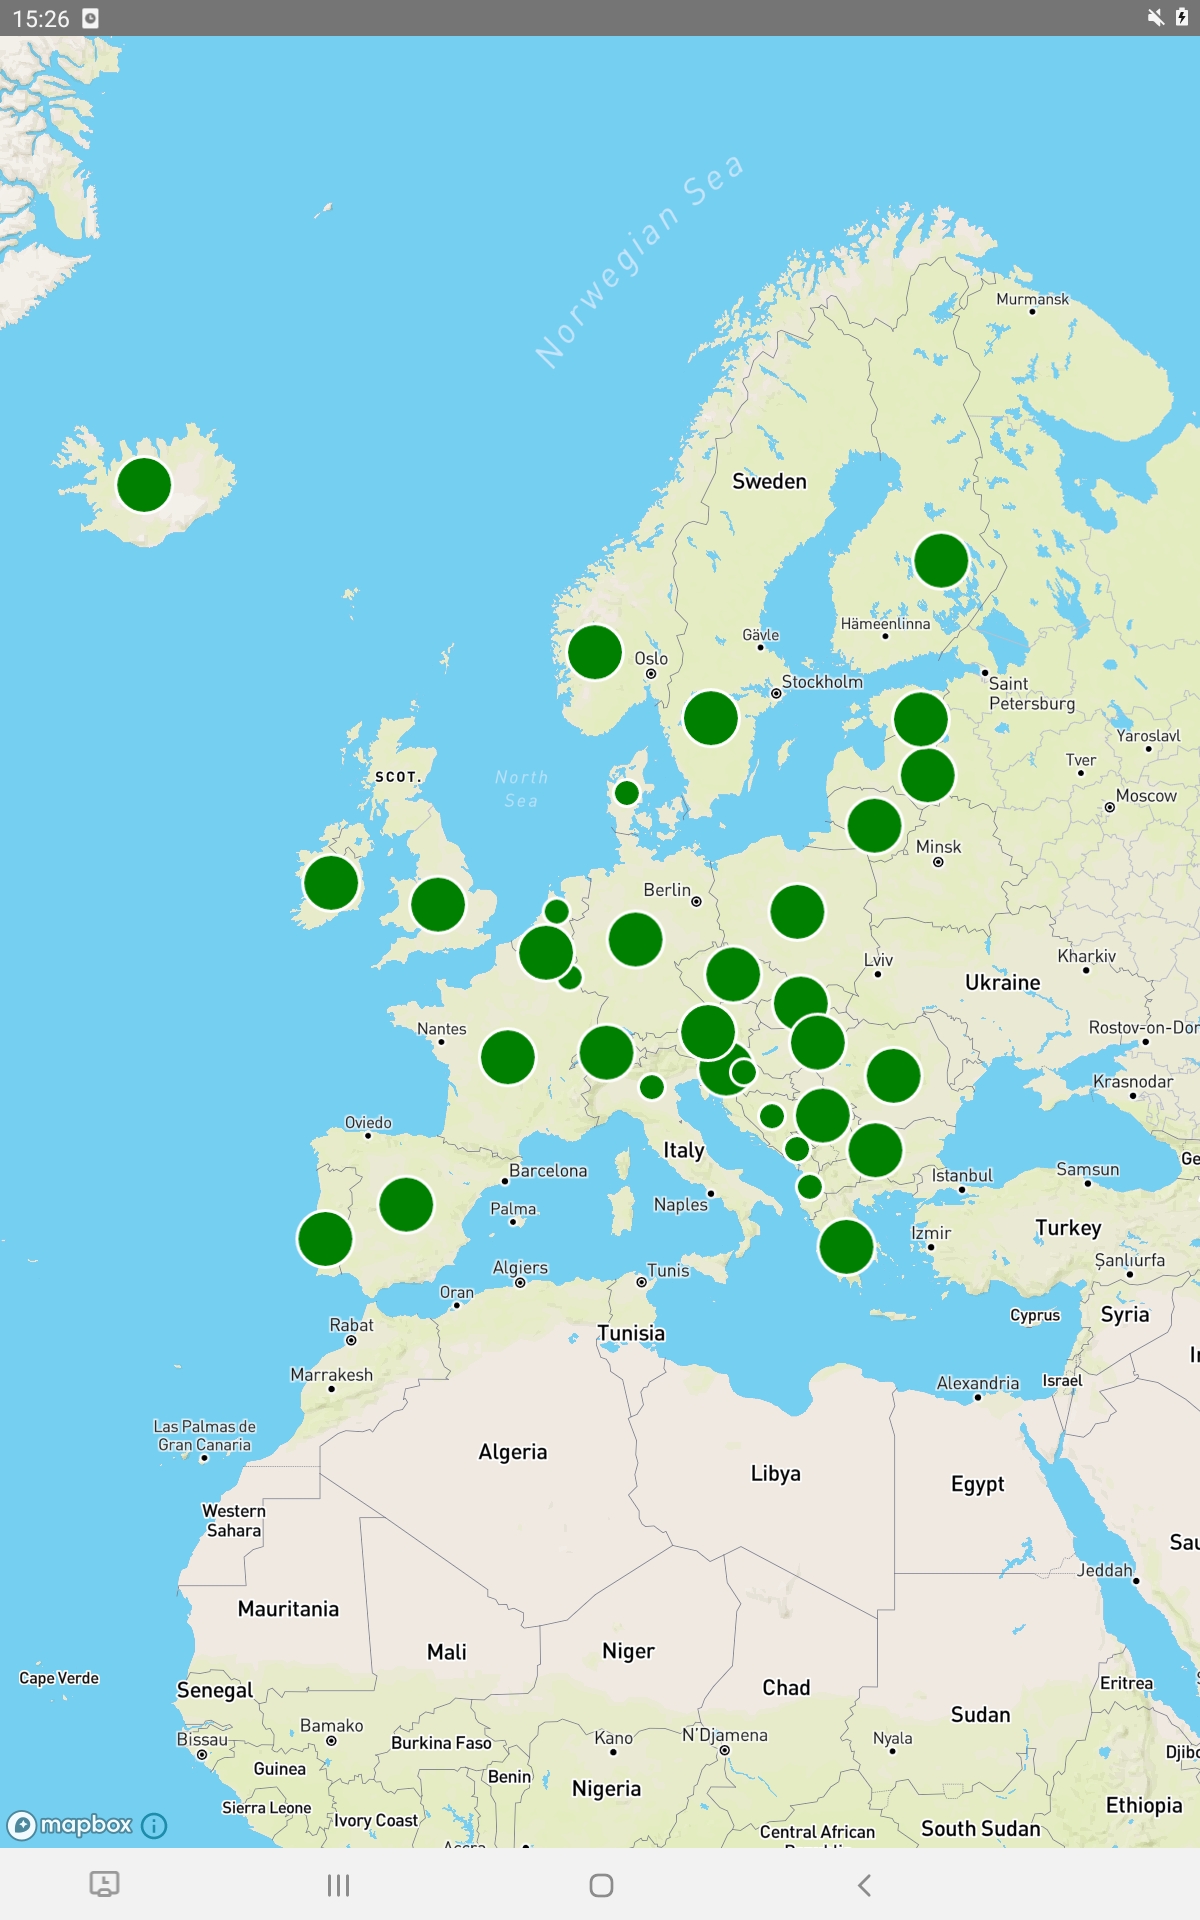 15:26
Norwegian Sea
Murmansk
Sweden
Hämeenlinna
Gävle
Oslo
Stockholm
Saint
Petersburg
Yaroslavl
Tver
Moscow
SCOT.
North
Sea
Minsk
Berlin
Lviv
Kharkiv
Ukraine
Nantes
Rostov-on-Don
Krasnodar
Oviedo
Italy
Barcelona
Istanbul
Samsun
Ge
Palma
Naples
Izmir
Turkey
Şanlıurfa
Algiers
Tunis
Oran
Cyprus
Syria
Rabat
Tunisia
Marrakesh
Israel
Alexandria
Las Palmas de
Gran Canaria
Algeria
Libya
Egypt
Western
Sahara
Sau
Jeddah
Mauritania
Mali
Niger
Cape Verde
Senegal
Chad
Eritrea
Sudan
Bissau
Bamako
Burkina Faso
Kano
N'Djamena
Nyala
Djibo
Guinea
Benin
Nigeria
Sierra Leone
Ivory Coast
Ethiopia
Central African
South Sudan
mapbox